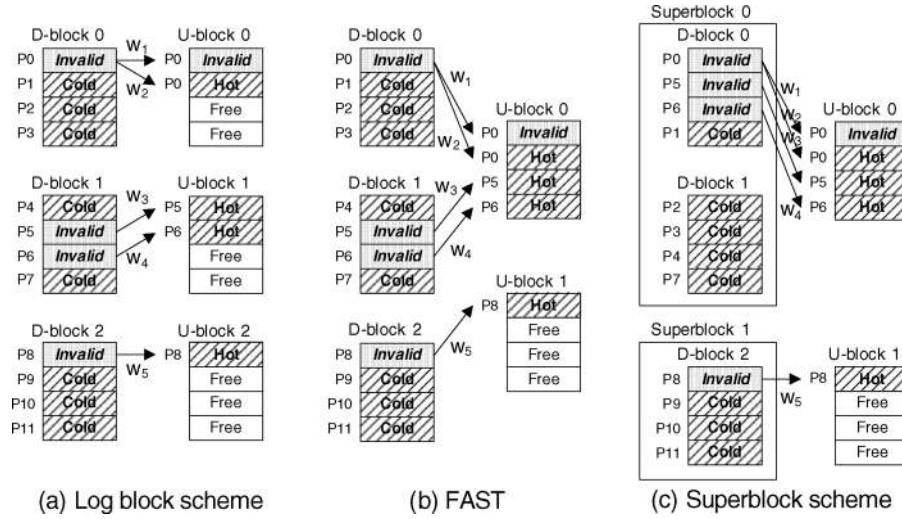 D-block 0 U-block 0
P0 Invalid W1 P0 Invalid
P1 Cold W2 P0 Hot
P2 Cold Free
P3 Cold Free
D-block 1 U-block 1
P4 Cold W3 P5 Hot
P5 Invalid P6 Hot
P6 Invalid W4 Free
P7 Cold Free
D-block 2 U-block 2
P8 Invalid P8 Hot
P9 Cold W5 Free
P10 Cold Free
P11 Cold Free
(a) Log block scheme
D-block 0
P0 Invalid
P1 Cold W1
P2 Cold
P3 Cold W2
U-block 0
P0 Invalid
P0 Hot
P5 Hot
P6 Hot
D-block 1
P4 Cold W3
P5 Invalid
P6 Invalid W4
P7 Cold
U-block 1
P8 Hot
Free
Free
Free
D-block 2
P8 Invalid W5
P9 Cold
P10 Cold
P11 Cold
(b) FAST
Superblock 0
D-block 0
P0 Invalid
P5 Invalid W1
P6 Invalid W2
P1 Cold W3
U-block 0
P0 Invalid
P0 Hot
P5 Hot
W4 P6 Hot
D-block 1
P2 Cold
P3 Cold
P4 Cold
P7 Cold
Superblock 1
D-block 2 U-block 1
P8 Invalid P8 Hot
P9 Cold W5 Free
P10 Cold Free
P11 Cold Free
(c) Superblock scheme